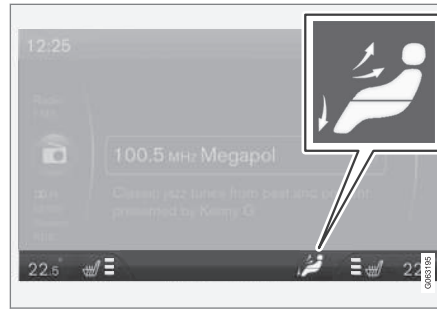 12:25
Radio
100.5 MHz Megapol
Classic jazz tunes from past and present
presented by Kenny G
22.5°
22
G063195